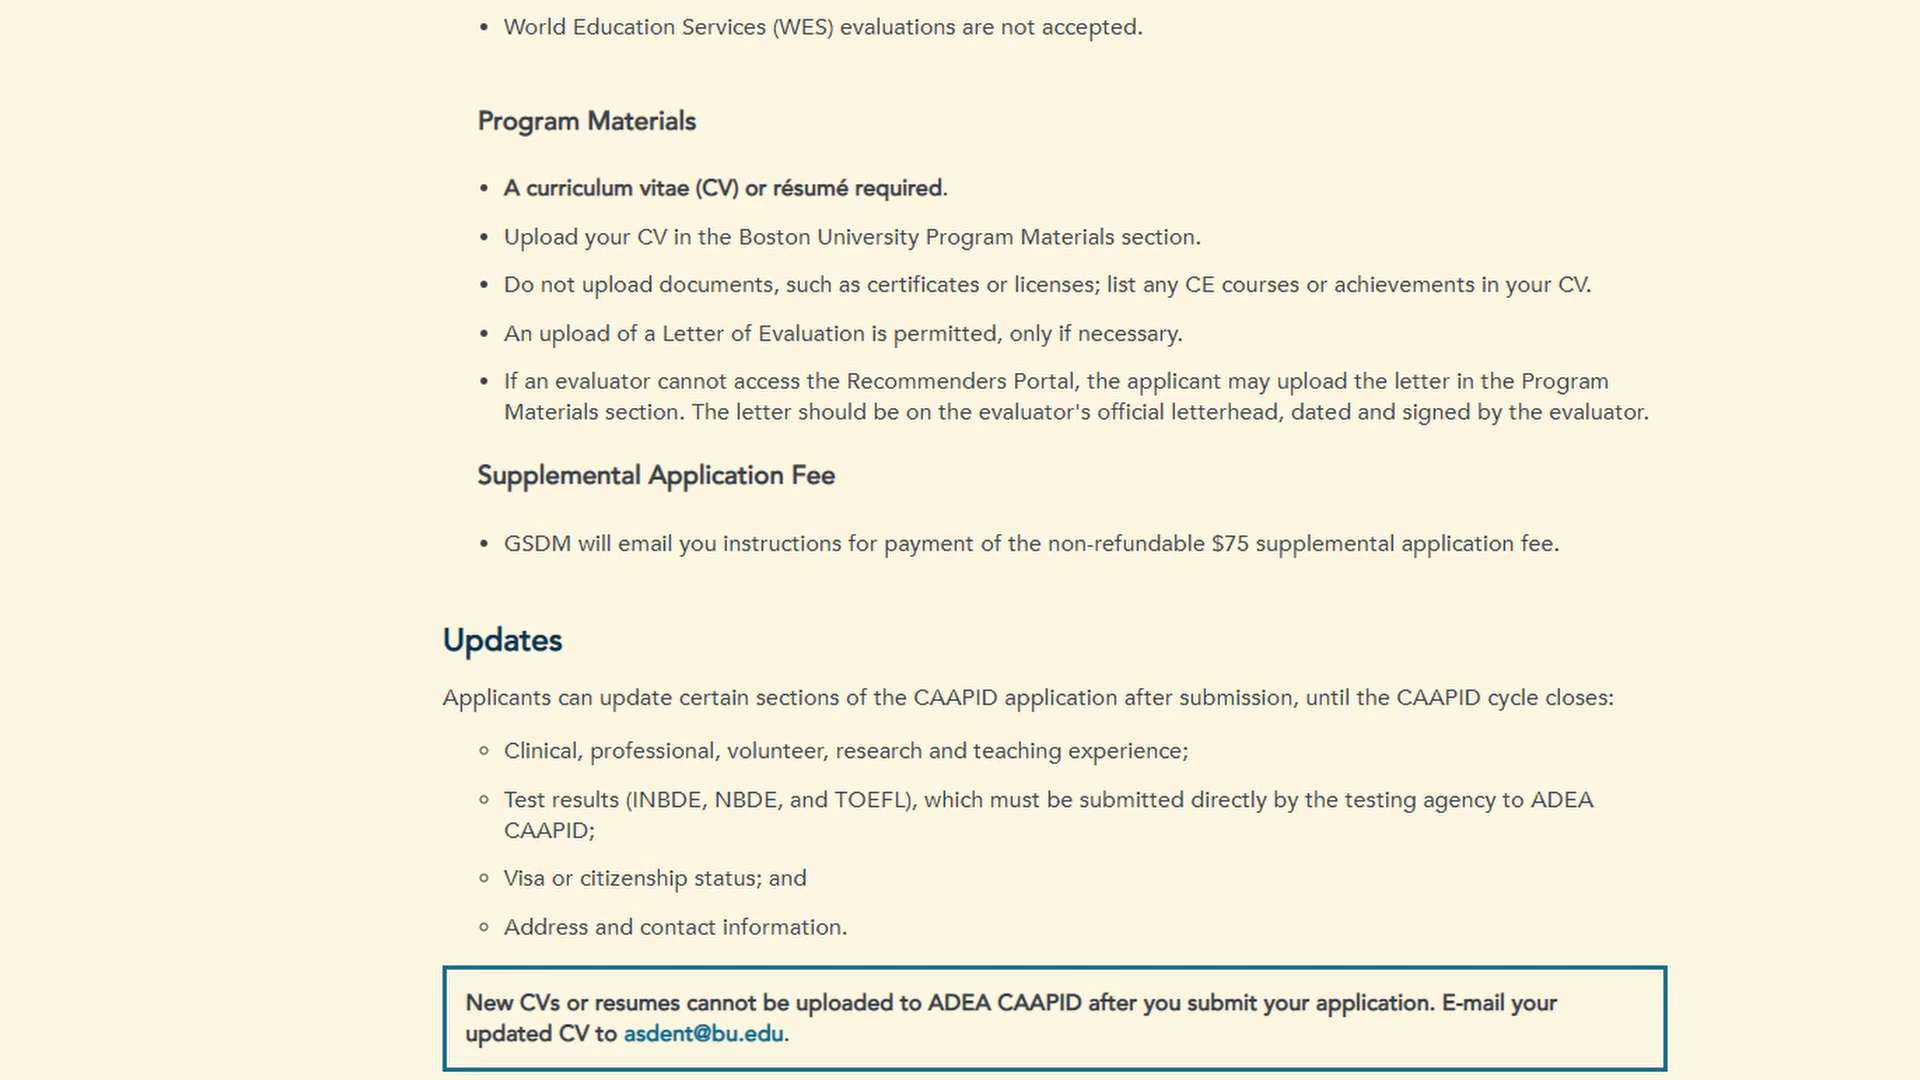 • World Education Services (WES) evaluations are not accepted.
Program Materials
• A curriculum vitae (CV) or résumé required.
• Upload your CV in the Boston University Program Materials section.
• Do not upload documents, such as certificates or licenses; list any CE courses or achievements in your CV.
• An upload of a Letter of Evaluation is permitted, only if necessary.
• If an evaluator cannot access the Recommenders Portal, the applicant may upload the letter in the Program
Materials section. The letter should be on the evaluator's official letterhead, dated and signed by the evaluator.
Supplemental Application Fee
• GSDM will email you instructions for payment of the non-refundable $75 supplemental application fee.
Updates
Applicants can update certain sections of the CAAPID application after submission, until the CAAPID cycle closes:
◦ Clinical, professional, volunteer, research and teaching experience;
◦ Test results (INBDE, NBDE, and TOEFL), which must be submitted directly by the testing agency to ADEA
CAAPID;
◦ Visa or citizenship status; and
◦ Address and contact information.
New CVs or resumes cannot be uploaded to ADEA CAAPID after you submit your application. E-mail your
updated CV to asdent@bu.edu.